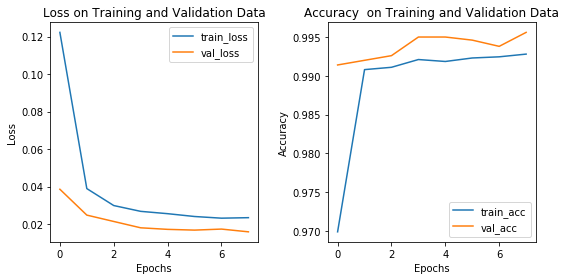 Loss on Training and Validation Data
0.12
0.10
0.08
0.06
0.04
0.02
Loss
0 2 4 6
Epochs
train_loss
val_loss
Accuracy  on Training and Validation Data
0.995
0.990
0.985
0.980
0.975
0.970
Accuracy
0 2 4 6
Epochs
train_acc
val_acc